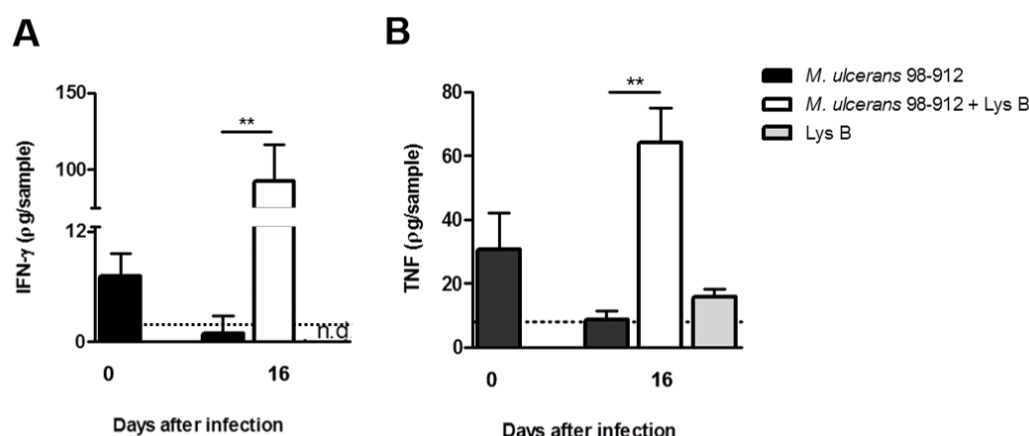 A
IFN-γ (ρg/sample)
150
100
12
0
**
n.d
0
16
Days after infection
B
TNF (ρg/sample)
80
60
40
20
0
**
0
16
Days after infection
M. ulcerans 98-912
M. ulcerans 98-912 + Lys B
Lys B